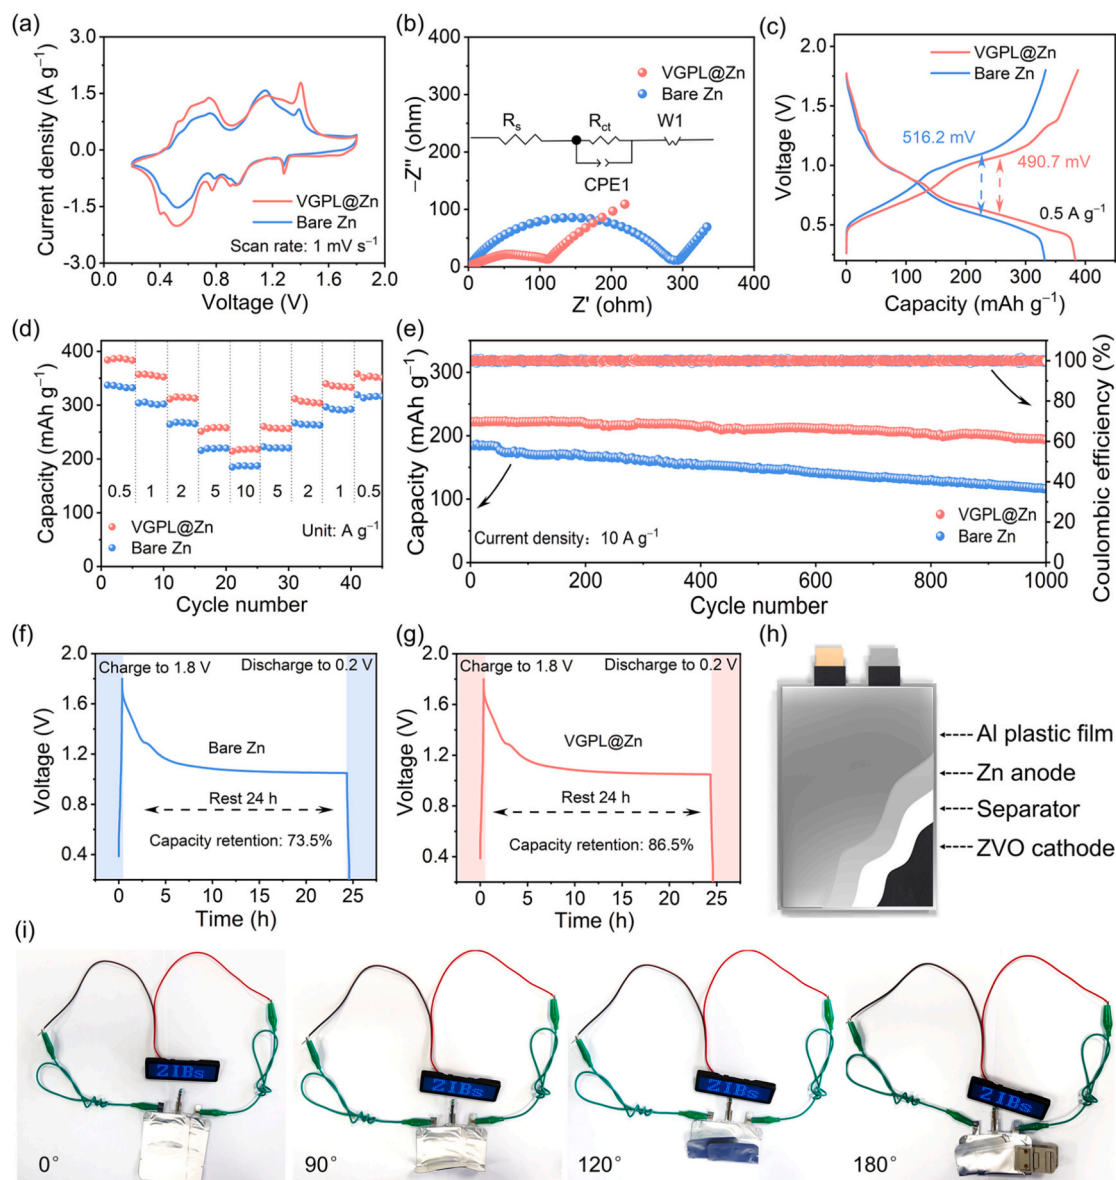 (a)
3.0
1.5
0.0
-1.5
-3.0
Current density (A g⁻¹)
VGPL@Zn
Bare Zn
Scan rate: 1 mV s⁻¹
0.0 0.4 0.8 1.2 1.6 2.0
Voltage (V)
(b)
400
350
300
250
200
150
100
50
0
-Z'' (ohm)
VGPL@Zn
Bare Zn
Rs Rct W1
CPE1
0 100 200 300 400
Z' (ohm)
(c)
2.0
1.5
1.0
0.5
Voltage (V)
VGPL@Zn
Bare Zn
516.2 mV
490.7 mV
0.5 A g⁻¹
0 100 200 300 400
Capacity (mAh g⁻¹)
(d)
400
300
200
100
0
Capacity (mAh g⁻¹)
0.5 1 2 5 10 5 2 1 0.5
VGPL@Zn
Bare Zn
Unit: A g⁻¹
0 10 20 30 40
Cycle number
(e)
300
200
100
0
Capacity (mAh g⁻¹)
Current density: 10 A g⁻¹
VGPL@Zn
Bare Zn
100
80
60
40
20
0
Coulombic efficiency (%)
0 200 400 600 800 1000
Cycle number
(f)
2.0
1.6
1.2
0.8
0.4
Voltage (V)
Charge to 1.8 V
Discharge to 0.2 V
Bare Zn
Rest 24 h
Capacity retention: 73.5%
0 5 10 15 20 25
Time (h)
(g)
2.0
1.6
1.2
0.8
0.4
Voltage (V)
Charge to 1.8 V
Discharge to 0.2 V
VGPL@Zn
Rest 24 h
Capacity retention: 86.5%
0 5 10 15 20 25
Time (h)
(h)
Al plastic film
Zn anode
Separator
ZVO cathode
(i)
ZIBs
0°
ZIBs
90°
ZIBs
120°
ZIBs
180°